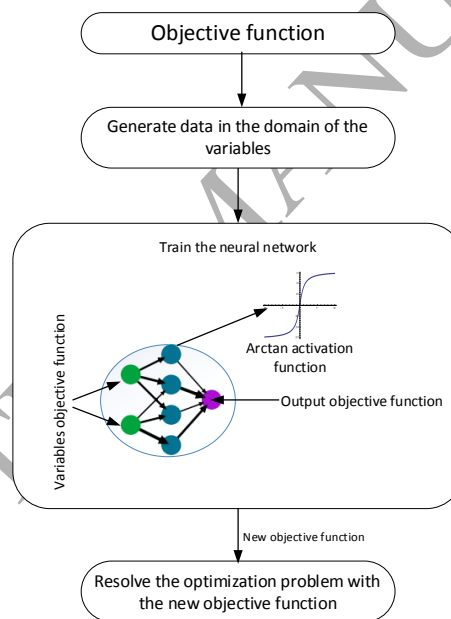 Objective function
Generate data in the domain of the
variables
Train the neural network
Arctan activation
function
Variables objective function
Output objective function
New objective function
Resolve the optimization problem with
the new objective function